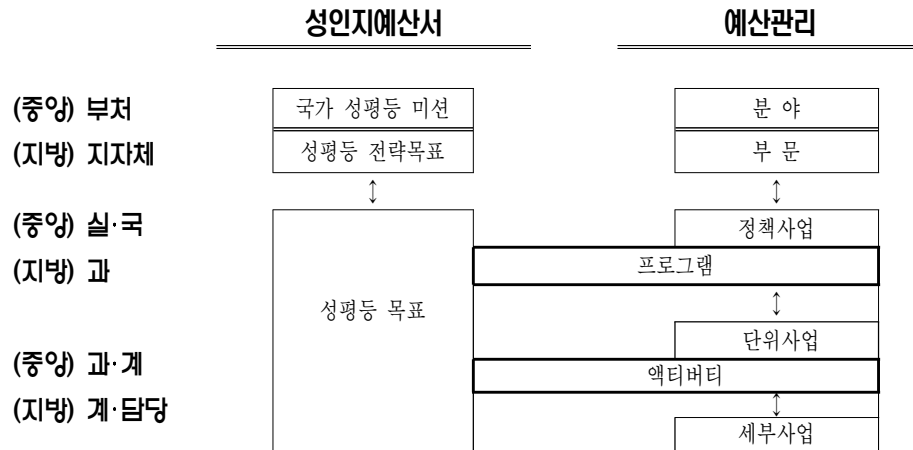 성인지예산서 예산관리
(중앙) 부처 국가 성평등 미션 분 야
(지방) 지자체 성평등 전략목표 부 문
↕ ↕
(중앙) 실·국 정책사업
(지방) 과 프로그램
성평등 목표 ↕
단위사업
(중앙) 과·계 액티버티
(지방) 계·담당 ↕
세부사업